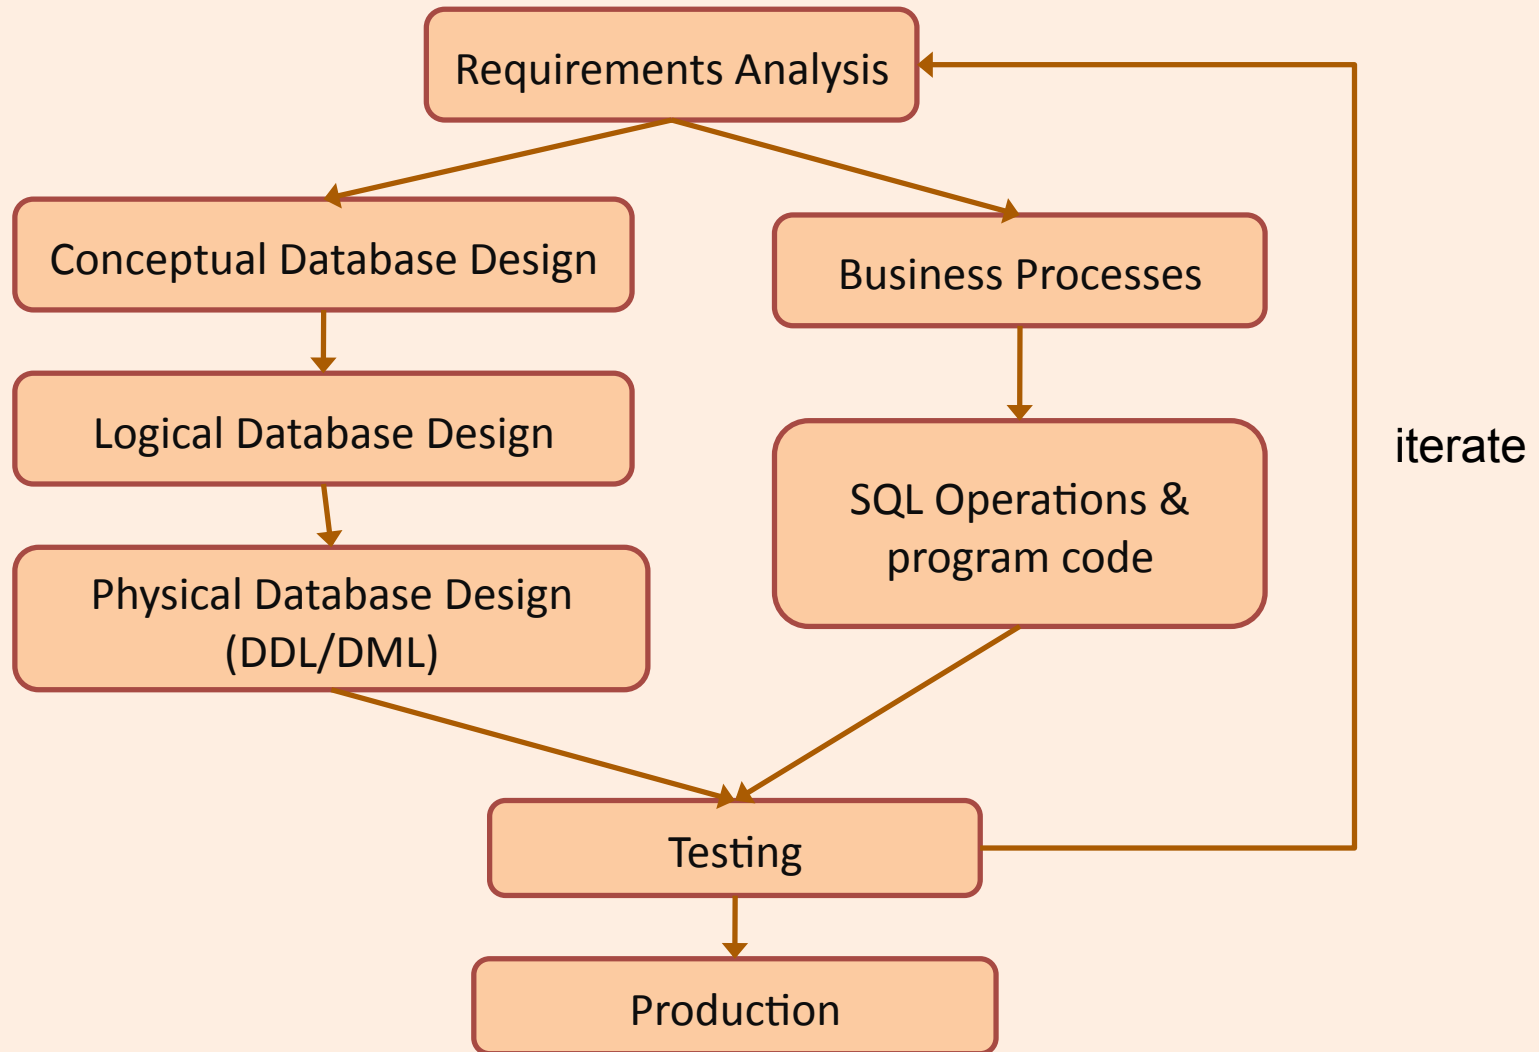 Requirements Analysis
Conceptual Database Design
Business Processes
Logical Database Design
iterate
SQL Operations &
program code
Physical Database Design
(DDL/DML)
Testing
Production